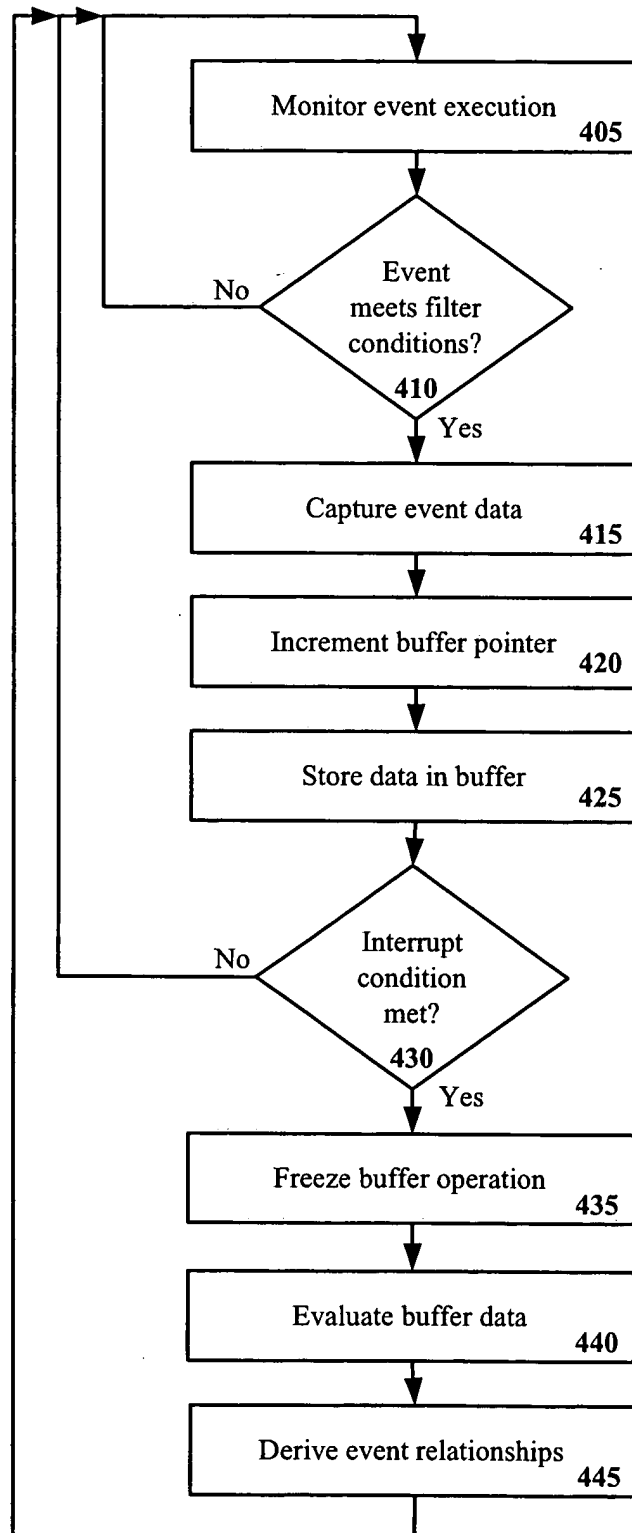 Monitor event execution
405
Event
meets filter
conditions?
410
No
Yes
Capture event data
415
Increment buffer pointer
420
Store data in buffer
425
Interrupt
condition
met?
430
No
Yes
Freeze buffer operation
435
Evaluate buffer data
440
Derive event relationships
445